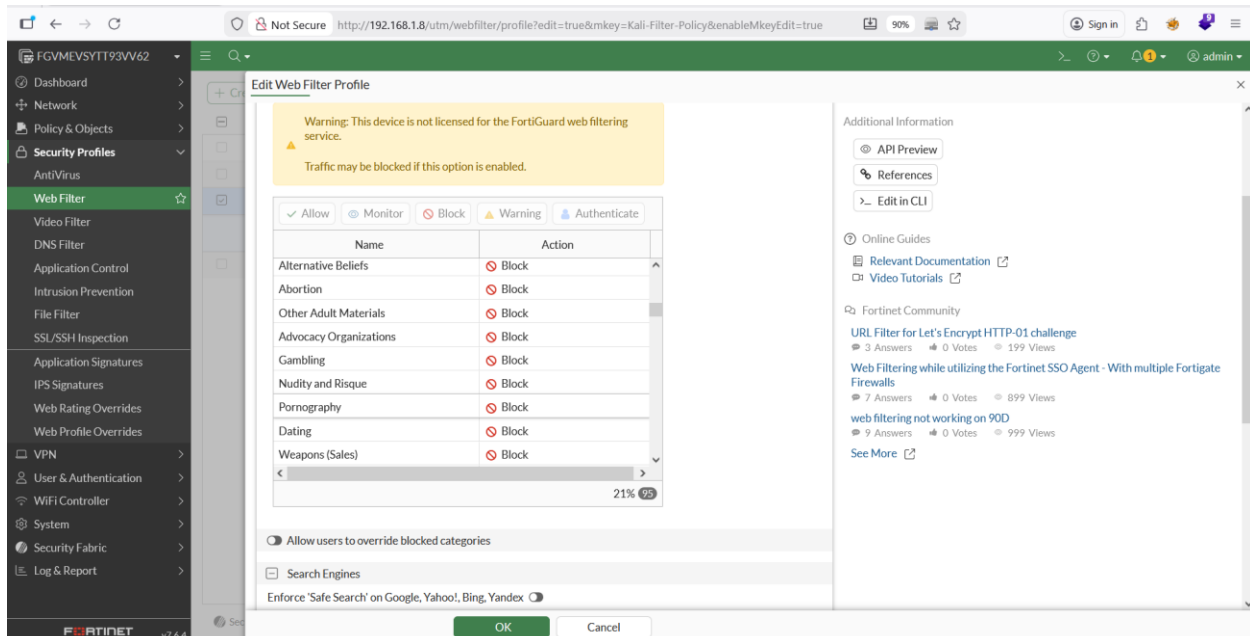 Not Secure http://192.168.1.8/utm/webfilter/profile?edit=true&mkey=Kali-Filter-Policy&enableMkeyEdit=true
90%
Sign in
9
FGVMEVSYTT93VV62
1
admin
Dashboard
Network
Policy & Objects
Security Profiles
AntiVirus
Web Filter
Video Filter
DNS Filter
Application Control
Intrusion Prevention
File Filter
SSL/SSH Inspection
Application Signatures
IPS Signatures
Web Rating Overrides
Web Profile Overrides
VPN
User & Authentication
WiFi Controller
System
Security Fabric
Log & Report
FORTINET v7.6.4
+ Cr
Sec
Edit Web Filter Profile
Warning: This device is not licensed for the FortiGuard web filtering
service.
Traffic may be blocked if this option is enabled.
Allow Monitor Block Warning Authenticate
Name Action
Alternative Beliefs Block
Abortion Block
Other Adult Materials Block
Advocacy Organizations Block
Gambling Block
Nudity and Risque Block
Pornography Block
Dating Block
Weapons (Sales) Block
21% 95
Allow users to override blocked categories
Search Engines
Enforce 'Safe Search' on Google, Yahoo!, Bing, Yandex
OK Cancel
Additional Information
API Preview
References
>_ Edit in CLI
Online Guides
Relevant Documentation
Video Tutorials
Fortinet Community
URL Filter for Let's Encrypt HTTP-01 challenge
3 Answers 0 Votes 199 Views
Web Filtering while utilizing the Fortinet SSO Agent - With multiple Fortigate
Firewalls
7 Answers 0 Votes 899 Views
web filtering not working on 90D
9 Answers 0 Votes 999 Views
See More